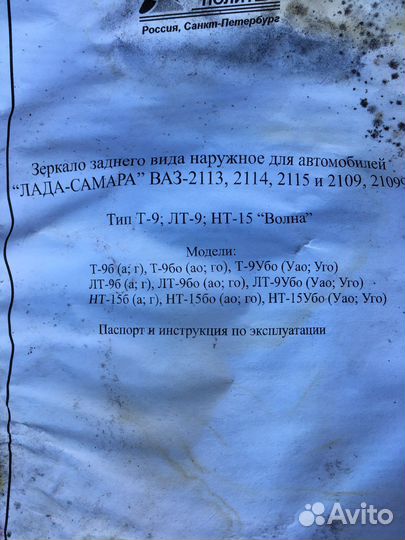 Россия, Санкт-Петербург
Зеркало заднего вида наружное для автомобилей
“ЛАДА-САМАРА” ВАЗ-2113, 2114, 2115 и 2109, 21099
Тип Т-9; ЛТ-9; НТ-15 “Волна”
Модели:
Т-9б (а; г), Т-9бо (ао; го), Т-9Убо (Уао; Уго)
ЛТ-9б (а; г), ЛТ-9бо (ао; го), ЛТ-9Убо (Уао; Уго)
НТ-15б (а; г), НТ-15бо (ао; го), НТ-15Убо (Уао; Уго)
Паспорт и инструкция по эксплуатации
Avito